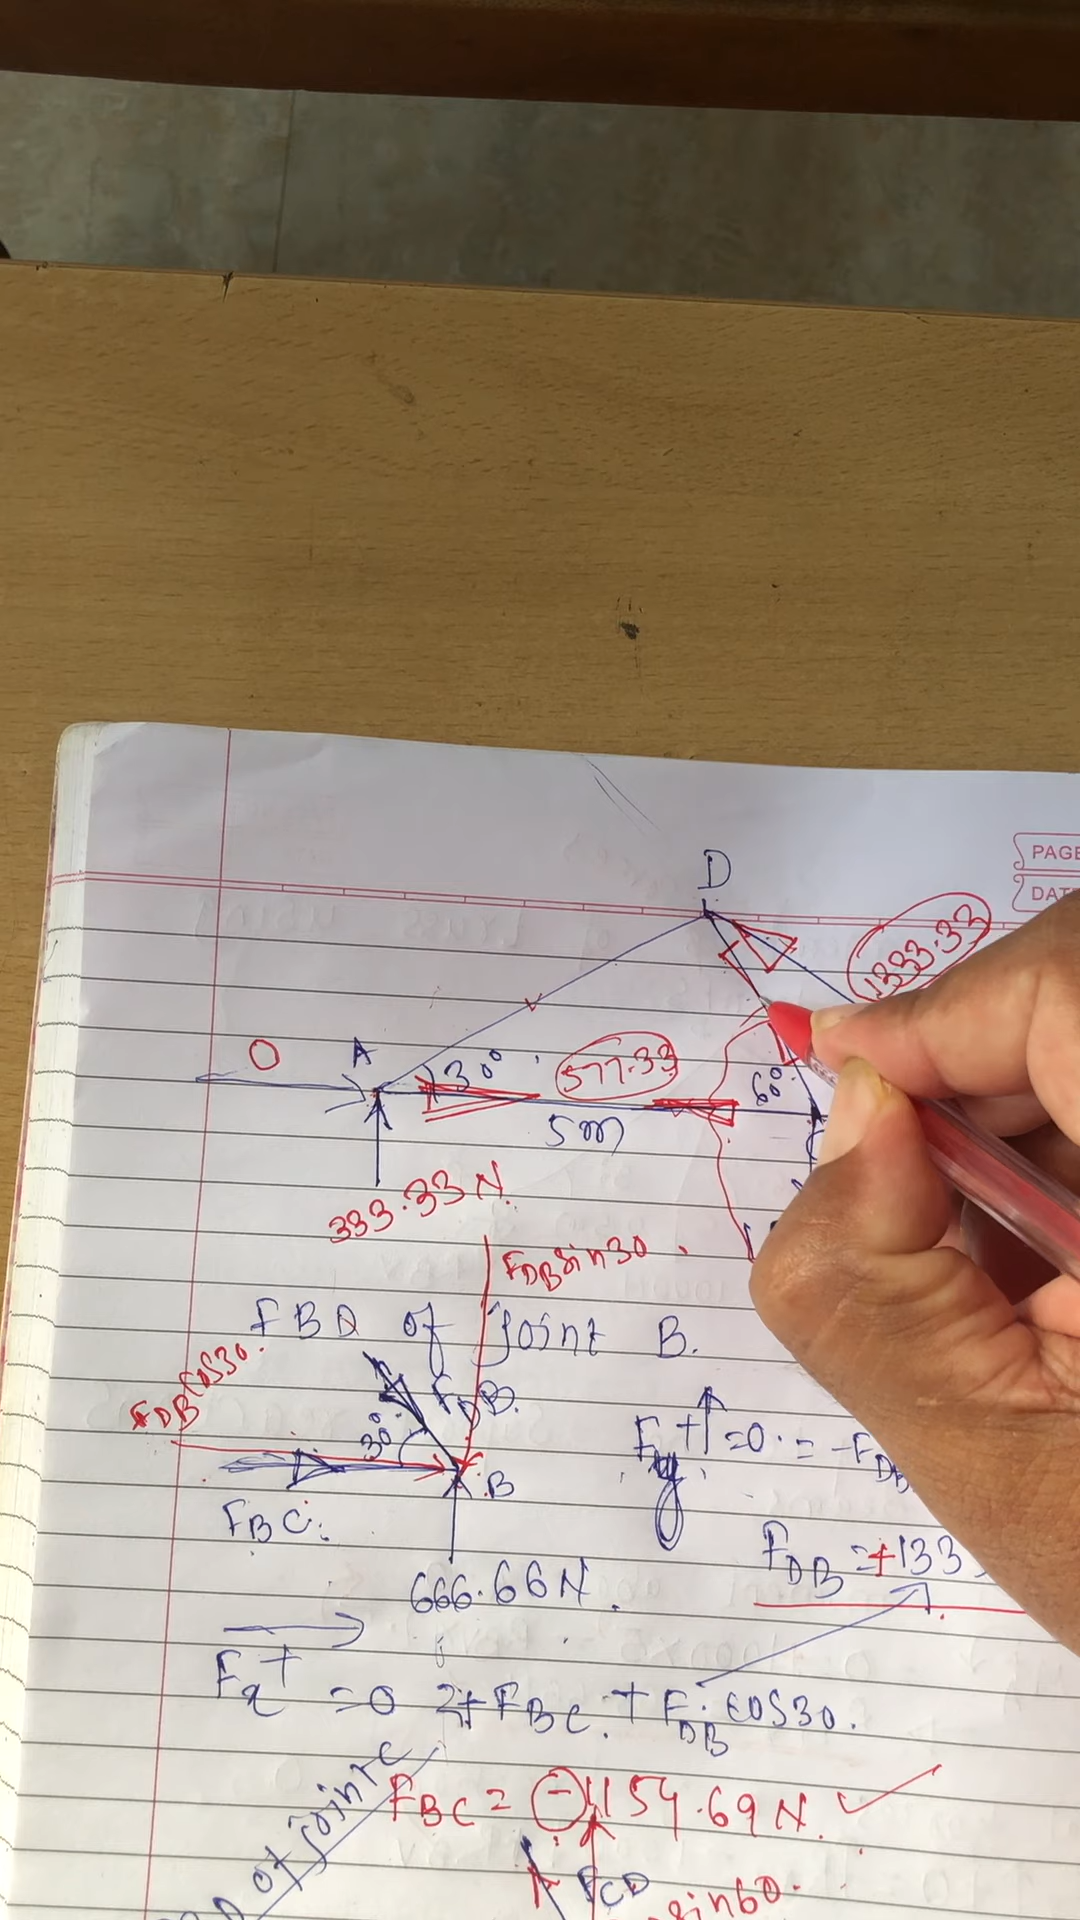 PAGE
DAT
D
1333.33
0
A
30°
577.33
60°
5m
333.33 N.
FDB sin30
FBD of Joint B.
FDB cos30.
FDB.
30°
B
FBC.
Fy +↑ =0. = -FDB
666.66 N.
FDB =+133
Fx + =0 = + FBC. + FDB cos30.
FBC = -1154.69 N.
of joint C
FCD
sin60.